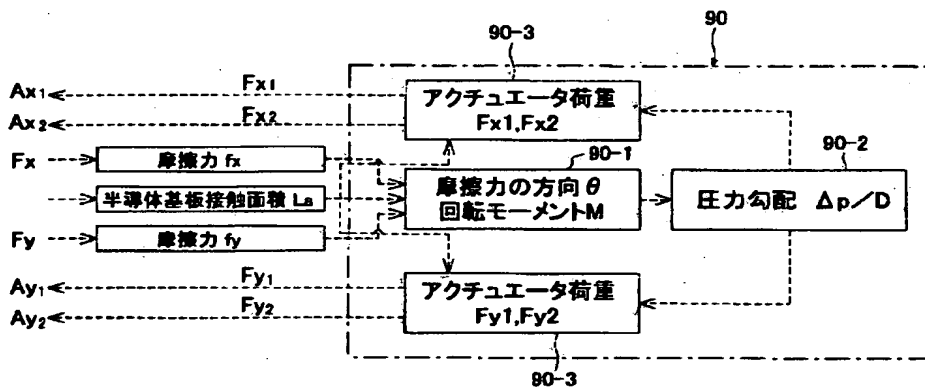 90-3
90
Ax1
Fx1
アクチュエータ荷重
Fx1,Fx2
Ax2
Fx2
90-1
90-2
Fx
摩擦力 fx
摩擦力の方向 θ
回転モーメントM
圧力勾配 Δp/D
半導体基板接触面積 Ls
Fy
摩擦力 fy
Ay1
Fy1
アクチュエータ荷重
Fy1,Fy2
Ay2
Fy2
90-3